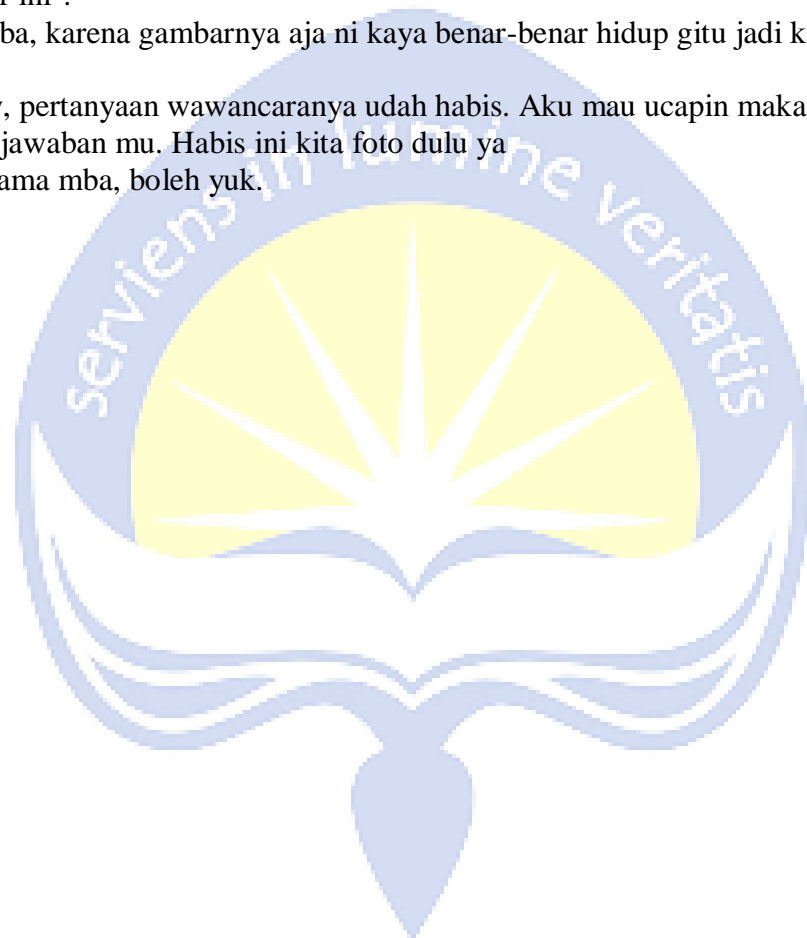 ba, karena gambarnya aja ni kaya benar-benar hidup gitu jadi k
, pertanyaan wawancaranya udah habis. Aku mau ucapin maka
jawaban mu. Habis ini kita foto dulu ya
ama mba, boleh yuk.
serviens in lumine veritatis